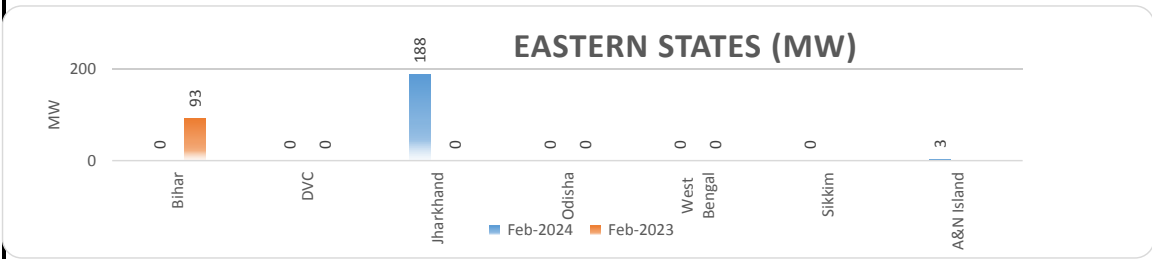 EASTERN STATES (MW)
200
0
MW
0
93
0
0
188
0
0
0
0
0
0
3
Bihar
DVC
Jharkhand
Odisha
West
Bengal
Sikkim
A&N Island
Feb-2024
Feb-2023